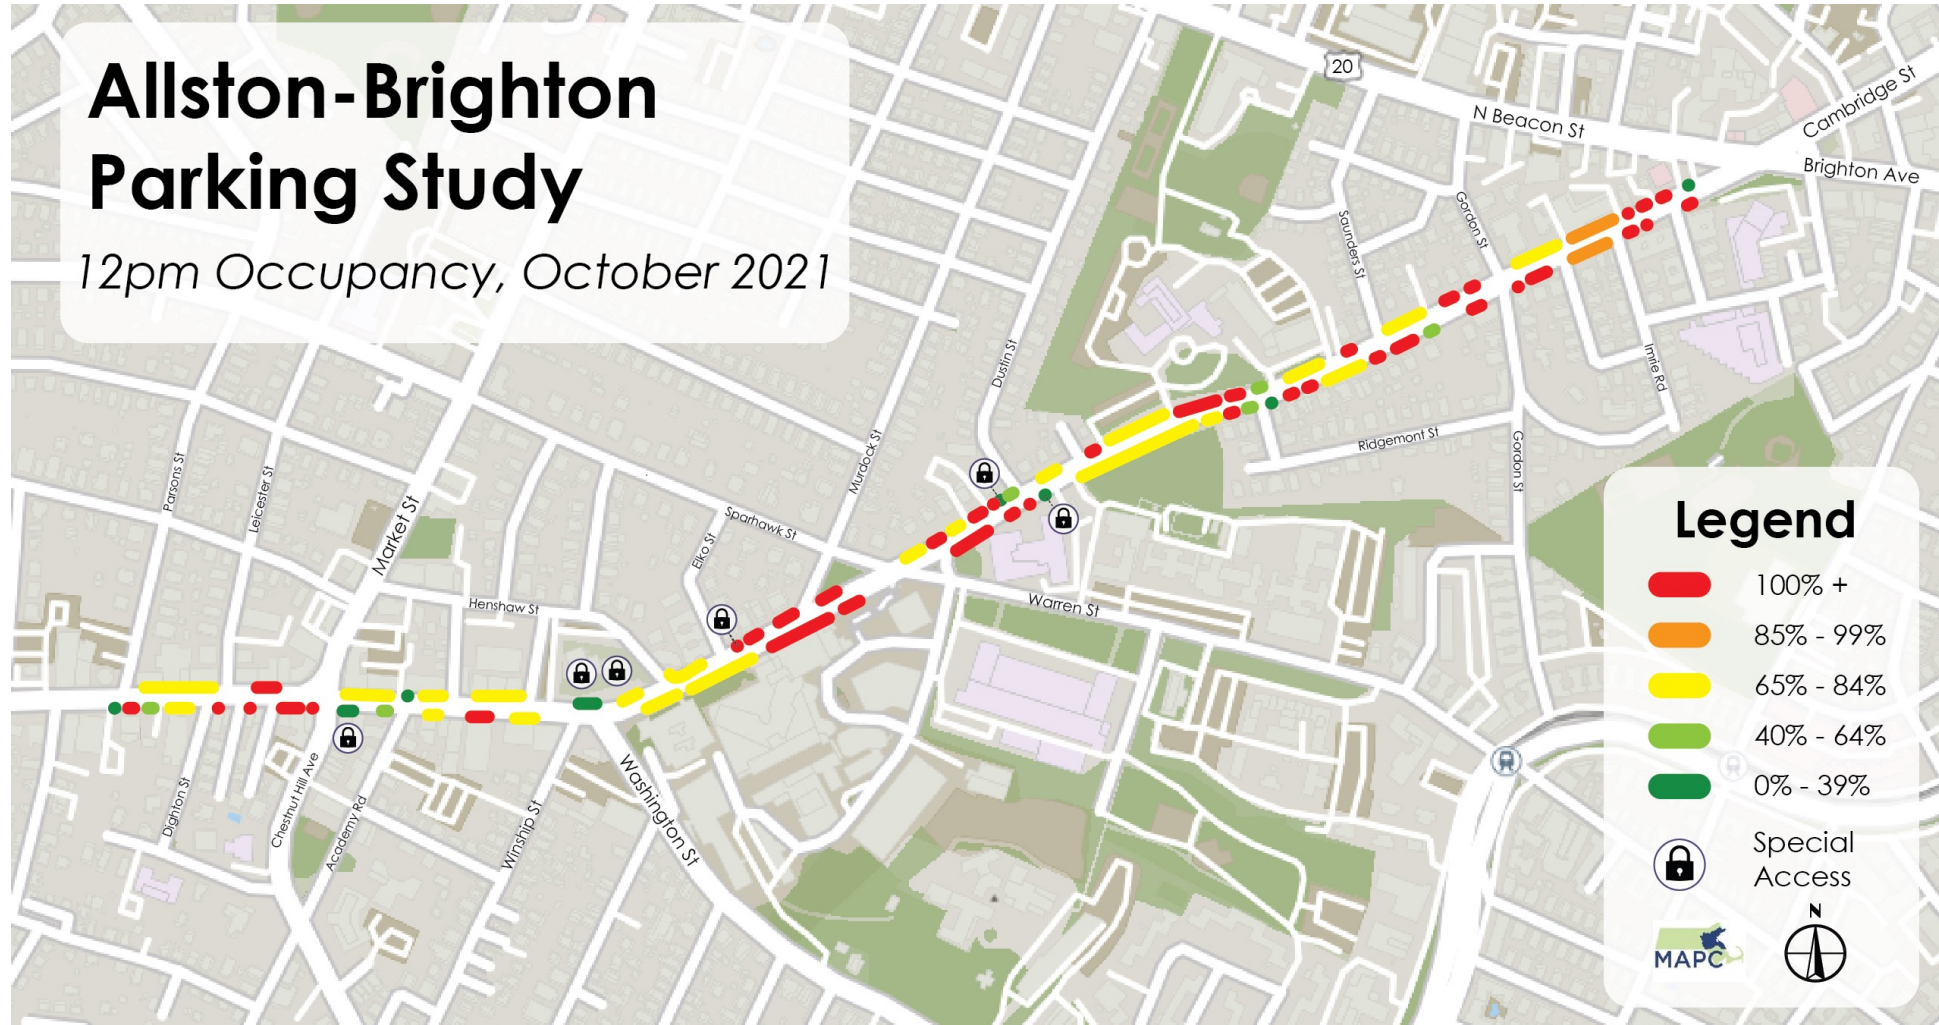 Allston-Brighton
Parking Study
12pm Occupancy, October 2021
20
N Beacon St
Cambridge St
Brighton Ave
Gordon St
Saunders St
Imrie Rd
Dustin St
Ridgemont St
Gordon St
Murdock St
Parsons St
Leicester St
Market St
Sparhawk St
Elko St
Henshaw St
Warren St
Dighton St
Chestnut Hill Ave
Academy Rd
Winship St
Washington St
Legend
100% +
85% - 99%
65% - 84%
40% - 64%
0% - 39%
Special
Access
N
MAPC